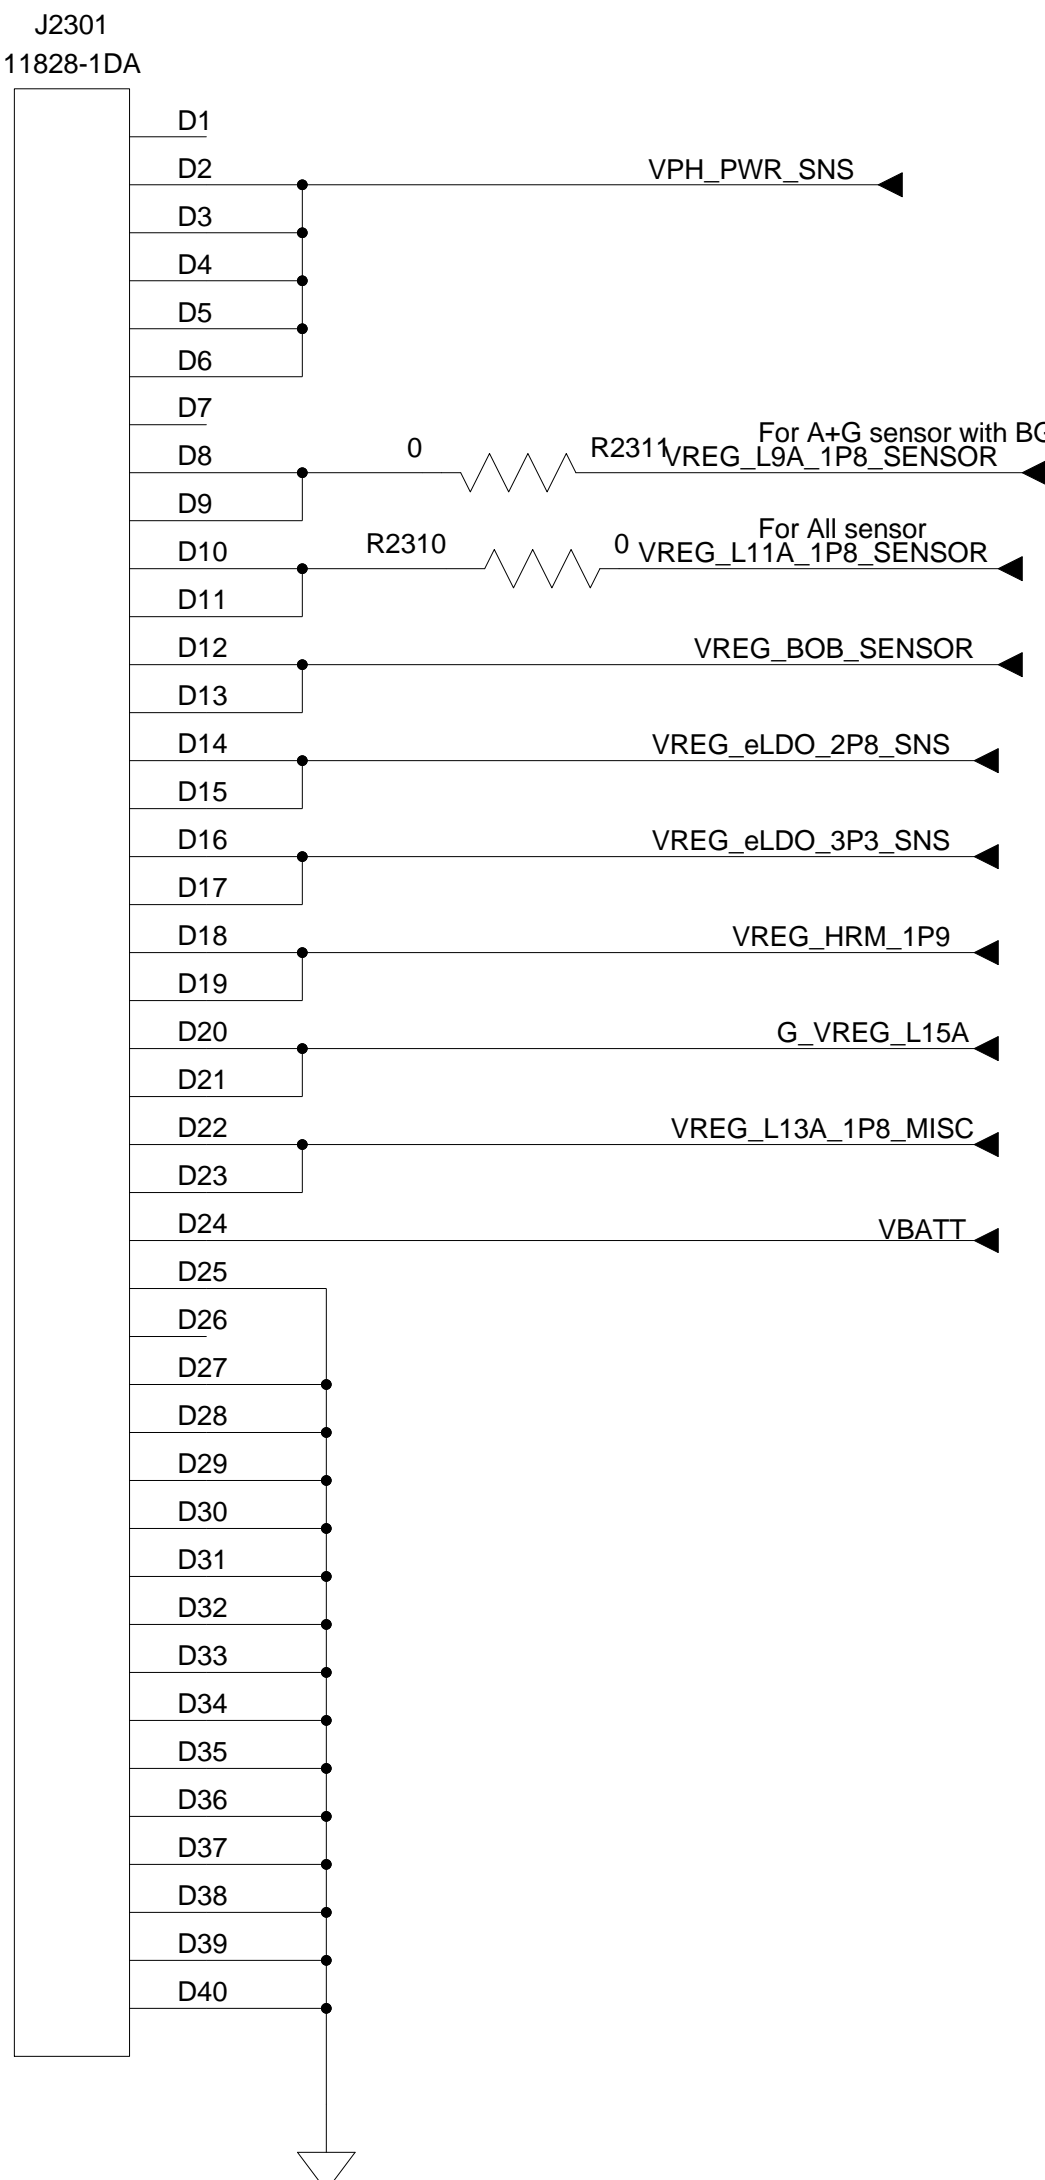 J2301
11828-1DA
D1
D2 VPH_PWR_SNS
D3
D4
D5
D6
D7
For A+G sensor with BG
D8 0 R2311 VREG_L9A_1P8_SENSOR
D9
For All sensor
D10 R2310 0 VREG_L11A_1P8_SENSOR
D11
D12 VREG_BOB_SENSOR
D13
D14 VREG_eLDO_2P8_SNS
D15
D16 VREG_eLDO_3P3_SNS
D17
D18 VREG_HRM_1P9
D19
D20 G_VREG_L15A
D21
D22 VREG_L13A_1P8_MISC
D23
D24 VBATT
D25
D26
D27
D28
D29
D30
D31
D32
D33
D34
D35
D36
D37
D38
D39
D40